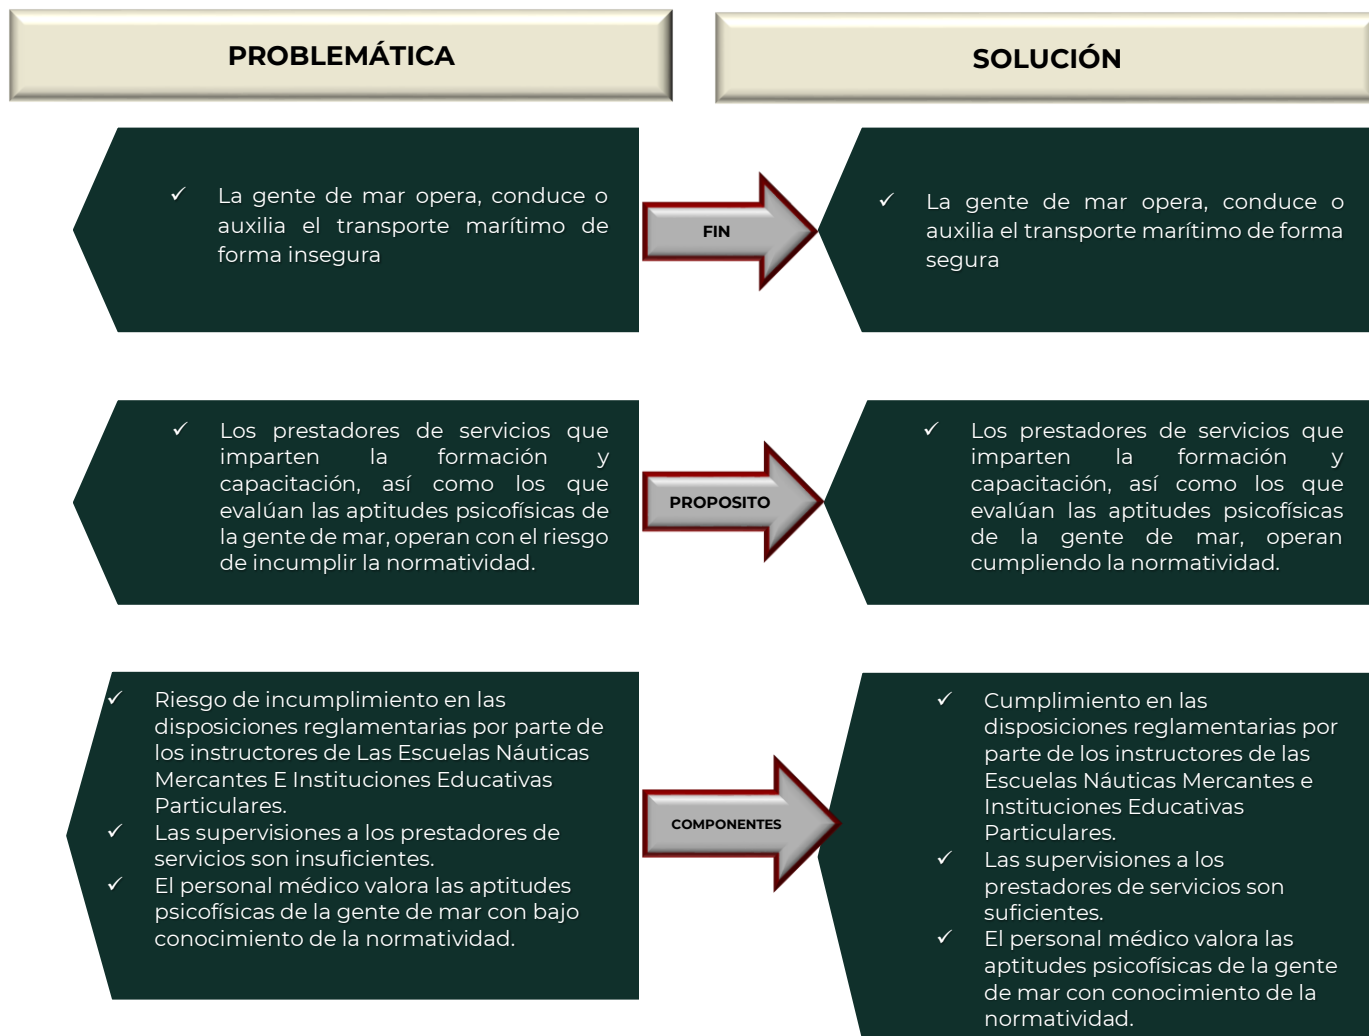 PROBLEMÁTICA
SOLUCIÓN
✓ La gente de mar opera, conduce o
auxilia el transporte marítimo de
forma insegura
FIN
✓ La gente de mar opera, conduce o
auxilia el transporte marítimo de forma
segura
✓ Los prestadores de servicios que
imparten la formación y
capacitación, así como los que
evalúan las aptitudes psicofísicas de
la gente de mar, operan con el riesgo
de incumplir la normatividad.
PROPOSITO
✓ Los prestadores de servicios que
imparten la formación y
capacitación, así como los que
evalúan las aptitudes psicofísicas
de la gente de mar, operan
cumpliendo la normatividad.
✓ Riesgo de incumplimiento en las
disposiciones reglamentarias por parte de
los instructores de Las Escuelas Náuticas
Mercantes E Instituciones Educativas
Particulares.
✓ Las supervisiones a los prestadores de
servicios son insuficientes.
✓ El personal médico valora las aptitudes
psicofísicas de la gente de mar con bajo
conocimiento de la normatividad.
COMPONENTES
✓ Cumplimiento en las
disposiciones reglamentarias por
parte de los instructores de las
Escuelas Náuticas Mercantes e
Instituciones Educativas
Particulares.
✓ Las supervisiones a los
prestadores de servicios son
suficientes.
✓ El personal médico valora las
aptitudes psicofísicas de la gente
de mar con conocimiento de la
normatividad.